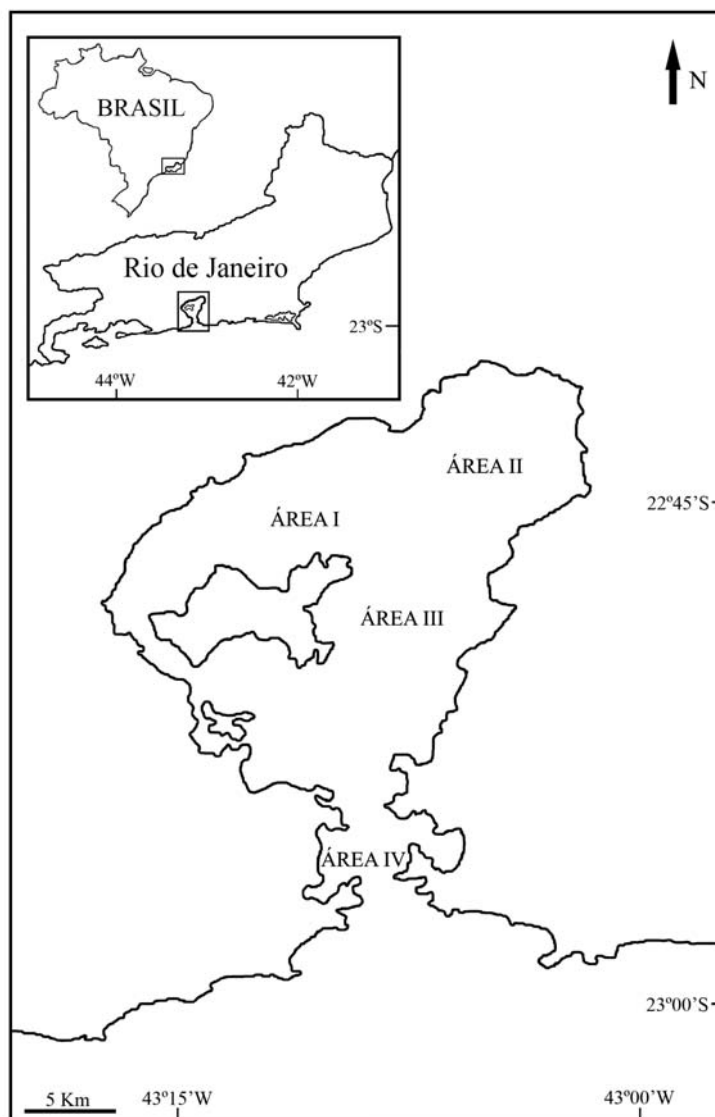 N
BRASIL
Rio de Janeiro
23ºS
44ºW
42ºW
ÁREA II
22º45'S
ÁREA I
ÁREA III
ÁREA IV
23º00'S
5 Km
43º15'W
43º00'W